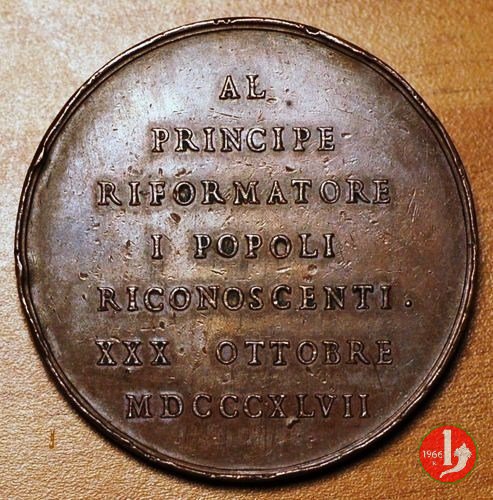 AL
PRINCIPE
RIFORMATORE
I POPOLI
RICONOSCENTI.
XXX OTTOBRE
MDCCCXLVII
1966